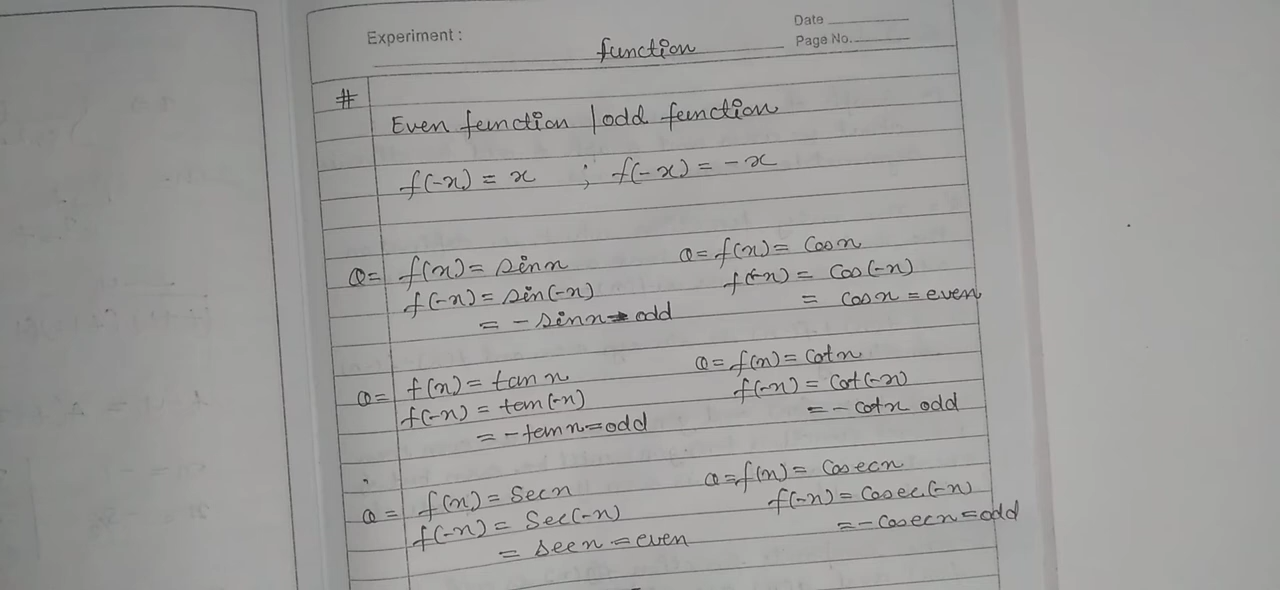 Experiment :
Date
Page No.
function
#
Even function / odd function
f(-x) = x ; f(-x) = -x
Q= f(x) = sinx
f(-x) = sin(-x)
= -sinx = odd
Q= f(x) = Cosx
f(-x) = Cos(-x)
= cosx = even
Q= f(x) = tanx
f(-x) = tan(-x)
= -tanx = odd
Q= f(x) = Cotx
f(-x) = Cot(-x)
= -cotx odd
Q= f(x) = Secx
f(-x) = Sec(-x)
= secx = even
Q= f(x) = Cosecx
f(-x) = Cosec(-x)
= -cosecx = odd